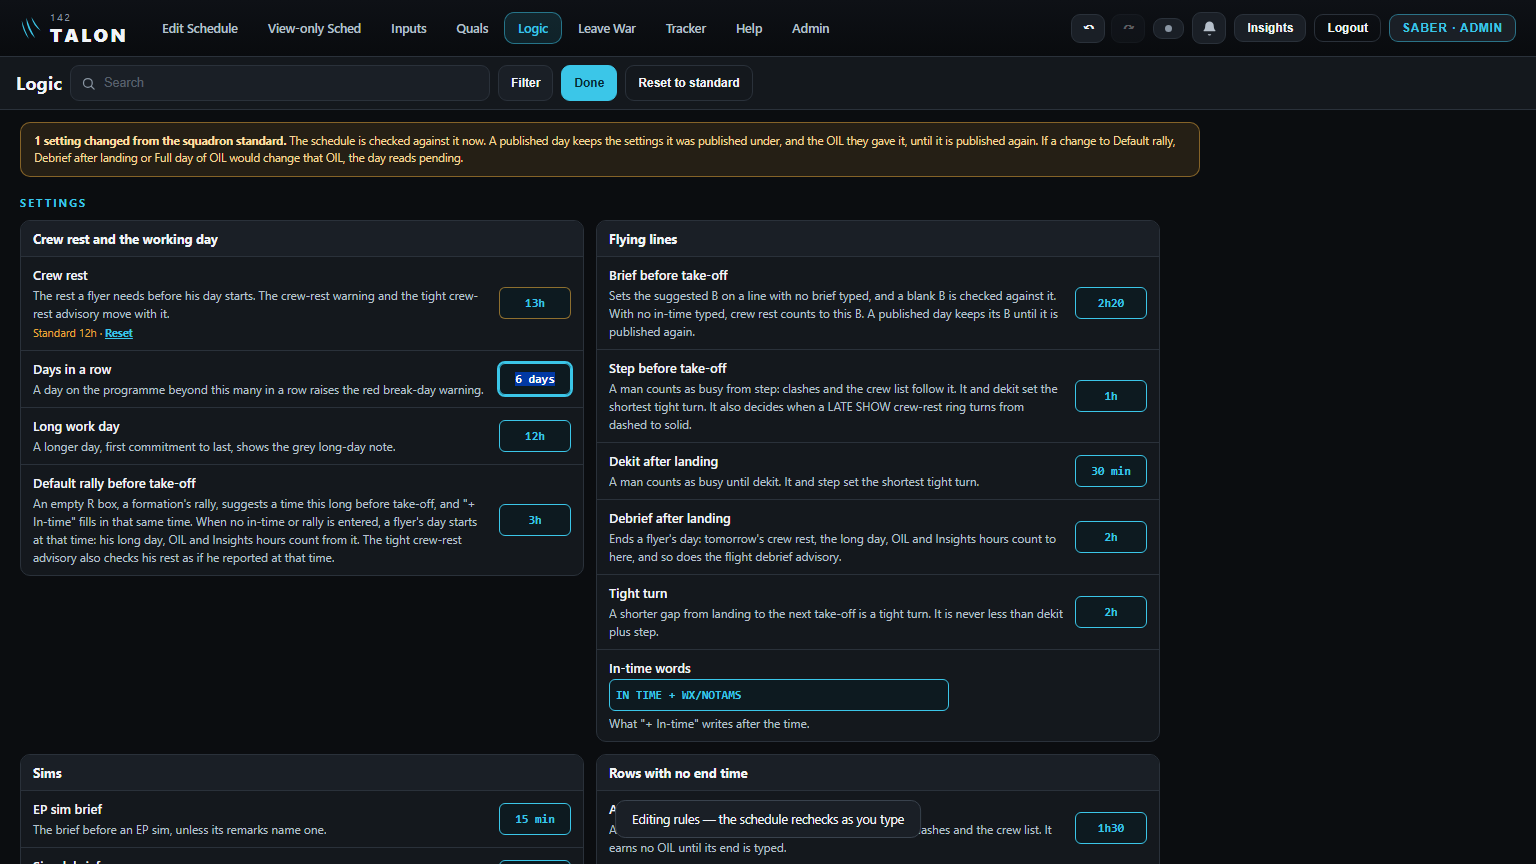 142
TALON
Edit Schedule
View-only Sched
Inputs
Quals
Logic
Leave War
Tracker
Help
Admin
Insights
Logout
SABER · ADMIN
Logic
Search
Filter
Done
Reset to standard
1 setting changed from the squadron standard. The schedule is checked against it now. A published day keeps the settings it was published under, and the OIL they gave it, until it is published again. If a change to Default rally,
Debrief after landing or Full day of OIL would change that OIL, the day reads pending.
SETTINGS
Crew rest and the working day
Crew rest
The rest a flyer needs before his day starts. The crew-rest warning and the tight crew-
rest advisory move with it.
Standard 12h · Reset
13h
Days in a row
A day on the programme beyond this many in a row raises the red break-day warning.
6 days
Long work day
A longer day, first commitment to last, shows the grey long-day note.
12h
Default rally before take-off
An empty R box, a formation's rally, suggests a time this long before take-off, and "+
In-time" fills in that same time. When no in-time or rally is entered, a flyer's day starts
at that time: his long day, OIL and Insights hours count from it. The tight crew-rest
advisory also checks his rest as if he reported at that time.
3h
Flying lines
Brief before take-off
Sets the suggested B on a line with no brief typed, and a blank B is checked against it.
With no in-time typed, crew rest counts to this B. A published day keeps its B until it is
published again.
2h20
Step before take-off
A man counts as busy from step: clashes and the crew list follow it. It and dekit set the
shortest tight turn. It also decides when a LATE SHOW crew-rest ring turns from
dashed to solid.
1h
Dekit after landing
A man counts as busy until dekit. It and step set the shortest tight turn.
30 min
Debrief after landing
Ends a flyer's day: tomorrow's crew rest, the long day, OIL and Insights hours count to
here, and so does the flight debrief advisory.
2h
Tight turn
A shorter gap from landing to the next take-off is a tight turn. It is never less than dekit
plus step.
2h
In-time words
IN TIME + WX/NOTAMS
What "+ In-time" writes after the time.
Sims
EP sim brief
The brief before an EP sim, unless its remarks name one.
15 min
Rows with no end time
Editing rules — the schedule rechecks as you type
lashes and the crew list. It
earns no OIL until its end is typed.
1h30